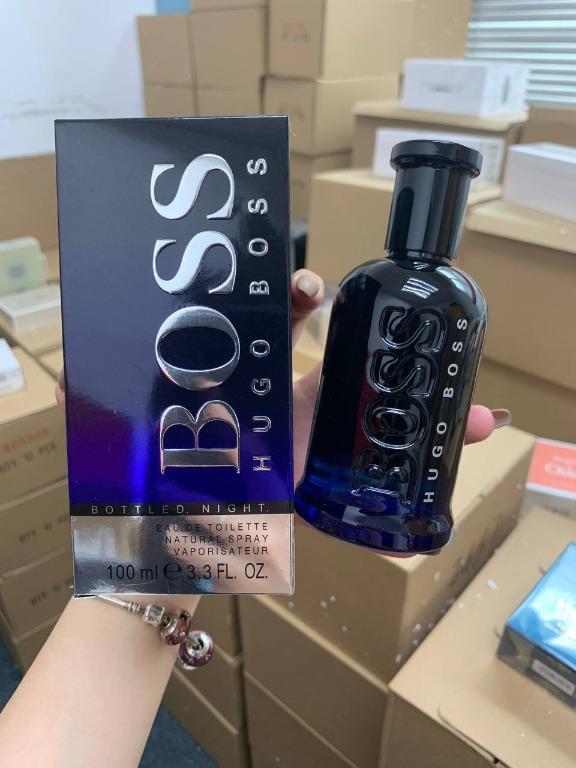 BOSS
HUGO BOSS
BOTTLED. NIGHT.
EAU DE TOILETTE
NATURAL SPRAY
VAPORISATEUR
100 ml ℮ 3.3 FL. OZ.
BOSS
HUGO BOSS